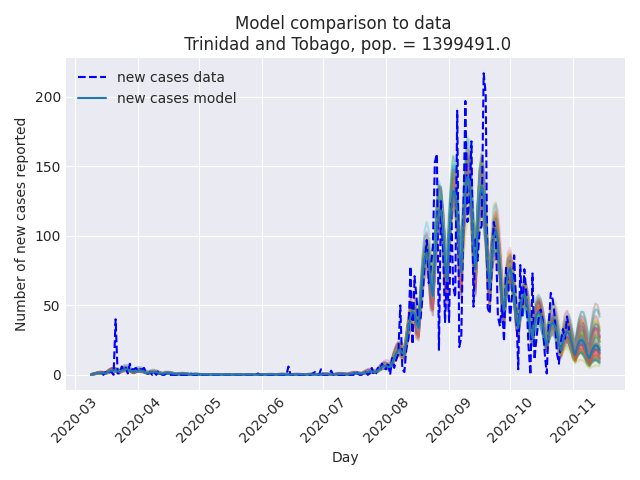 Model comparison to data
Trinidad and Tobago, pop. = 1399491.0
new cases data
new cases model
Number of new cases reported
200
150
100
50
0
2020-03
2020-04
2020-05
2020-06
2020-07
2020-08
2020-09
2020-10
2020-11
Day